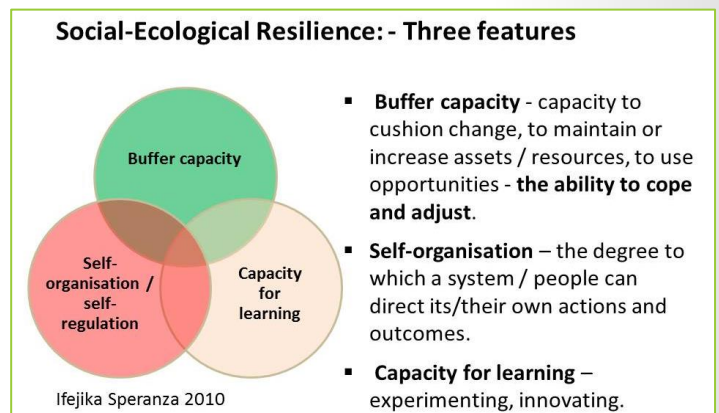 Social-Ecological Resilience: - Three features
Buffer capacity
Self-
organisation /
self-
regulation
Capacity
for
learning
Ifejika Speranza 2010
▪ Buffer capacity - capacity to
cushion change, to maintain or
increase assets / resources, to use
opportunities - the ability to cope
and adjust.
▪ Self-organisation – the degree to
which a system / people can
direct its/their own actions and
outcomes.
▪ Capacity for learning –
experimenting, innovating.